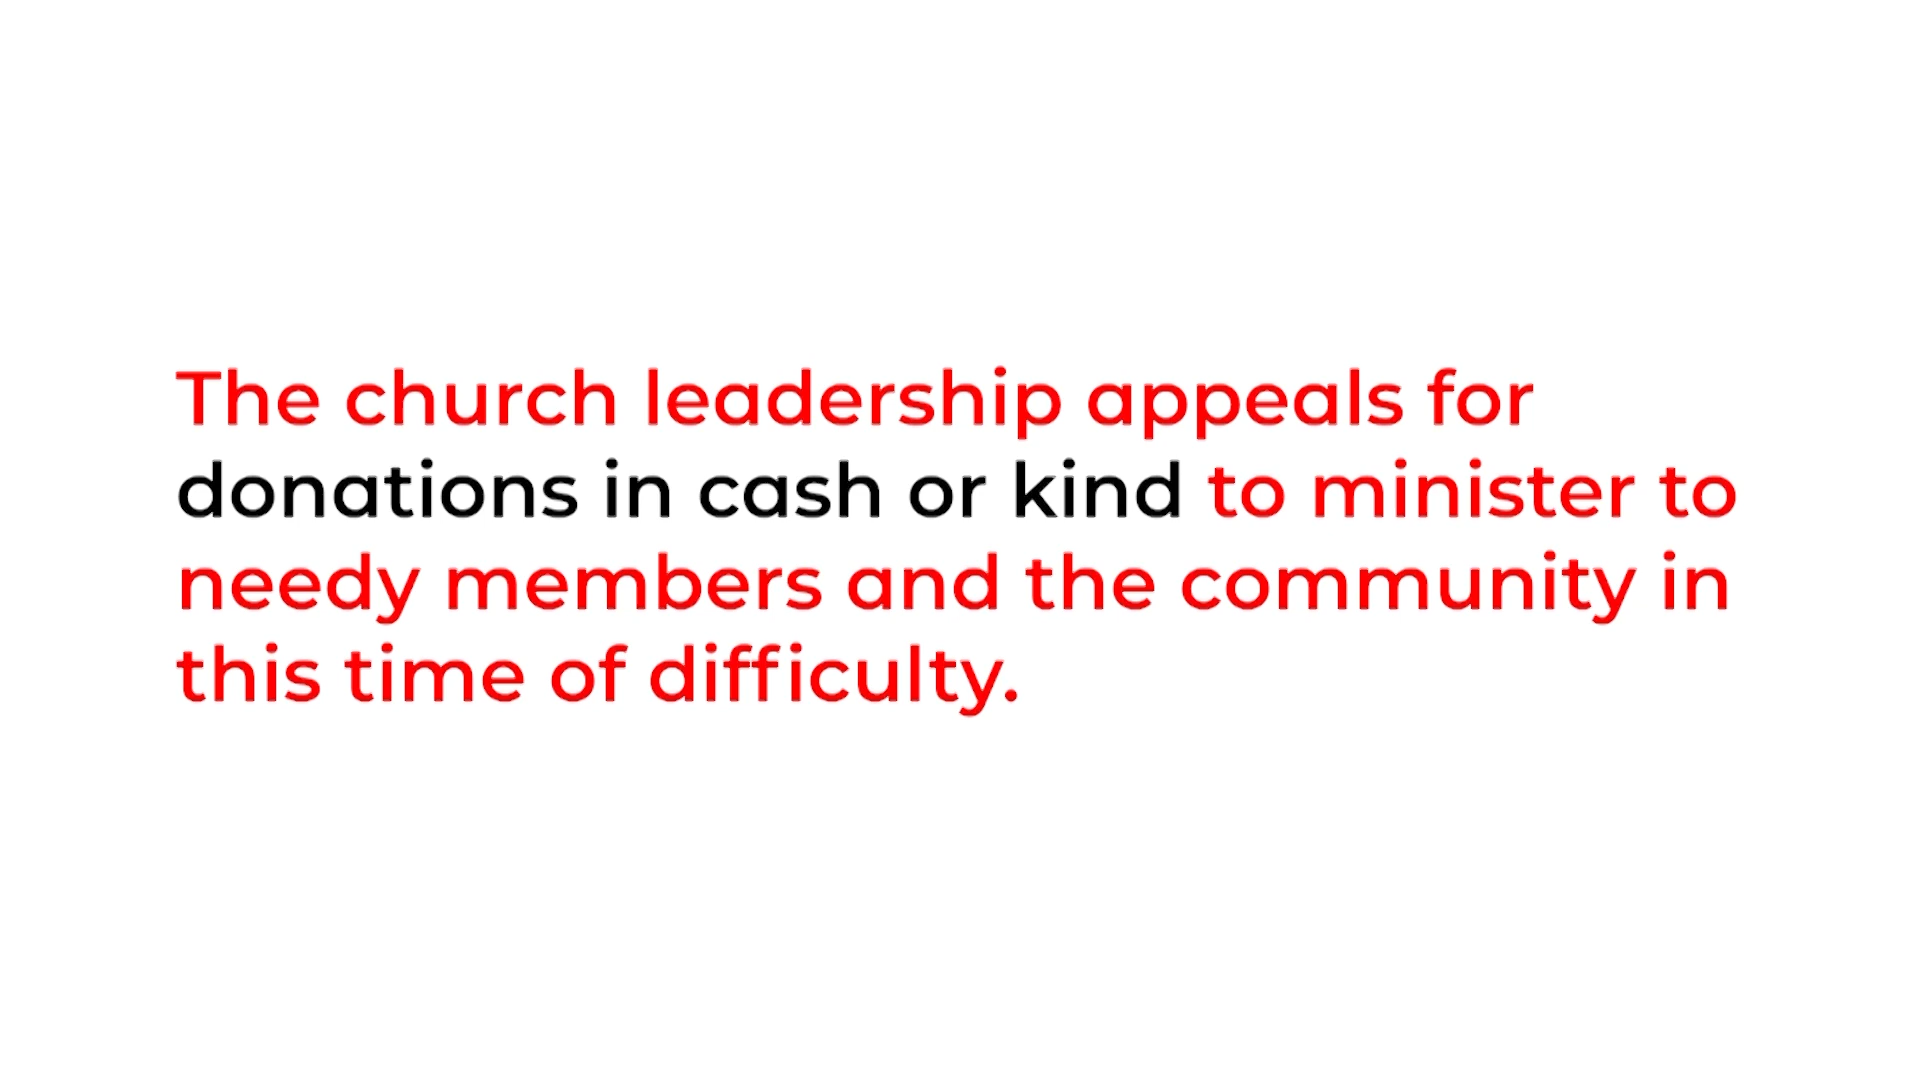 The church leadership appeals for
donations in cash or kind to minister to
needy members and the community in
this time of difficulty.